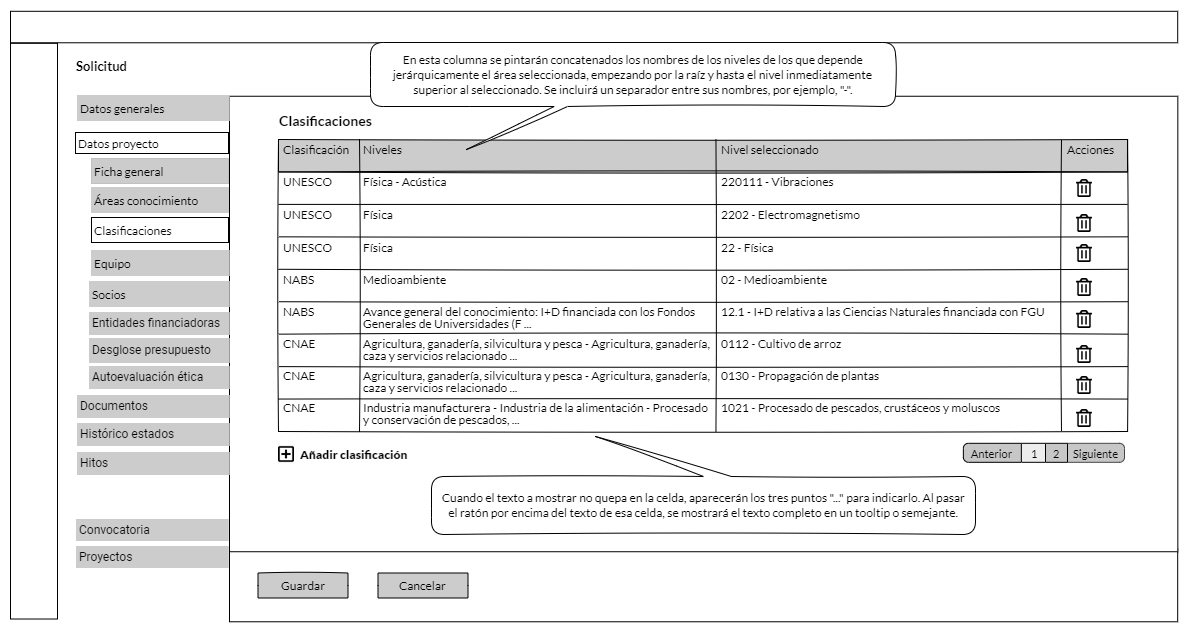 En esta columna se pintarán concatenados los nombres de los niveles de los que depende
jerárquicamente el área seleccionada, empezando por la raíz y hasta el nivel inmediatamente
superior al seleccionado. Se incluirá un separador entre sus nombres, por ejemplo, "-".
Solicitud
Datos generales
Datos proyecto
Ficha general
Áreas conocimiento
Clasificaciones
Equipo
Socios
Entidades financiadoras
Desglose presupuesto
Autoevaluación ética
Documentos
Histórico estados
Hitos
Convocatoria
Proyectos
Clasificaciones
Clasificación Niveles Nivel seleccionado Acciones
UNESCO Física - Acústica 220111 - Vibraciones
UNESCO Física 2202 - Electromagnetismo
UNESCO Física 22 - Física
NABS Medioambiente 02 - Medioambiente
NABS Avance general del conocimiento: I+D financiada con los Fondos 12.1 - I+D relativa a las Ciencias Naturales financiada con FGU
Generales de Universidades (F ...
CNAE Agricultura, ganadería, silvicultura y pesca - Agricultura, ganadería, 0112 - Cultivo de arroz
caza y servicios relacionado ...
CNAE Agricultura, ganadería, silvicultura y pesca - Agricultura, ganadería, 0130 - Propagación de plantas
caza y servicios relacionado ...
CNAE Industria manufacturera - Industria de la alimentación - Procesado 1021 - Procesado de pescados, crustáceos y moluscos
y conservación de pescados, ...
Añadir clasificación
Anterior 1 2 Siguiente
Cuando el texto a mostrar no quepa en la celda, aparecerán los tres puntos "..." para indicarlo. Al pasar
el ratón por encima del texto de esa celda, se mostrará el texto completo en un tooltip o semejante.
Guardar Cancelar